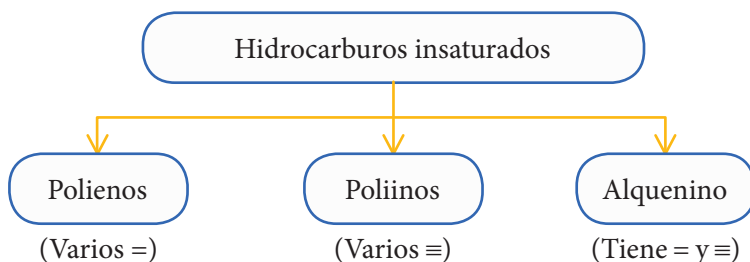 Hidrocarburos insaturados
Polienos Poliinos Alquenino
(Varios =) (Varios ≡) (Tiene = y ≡)